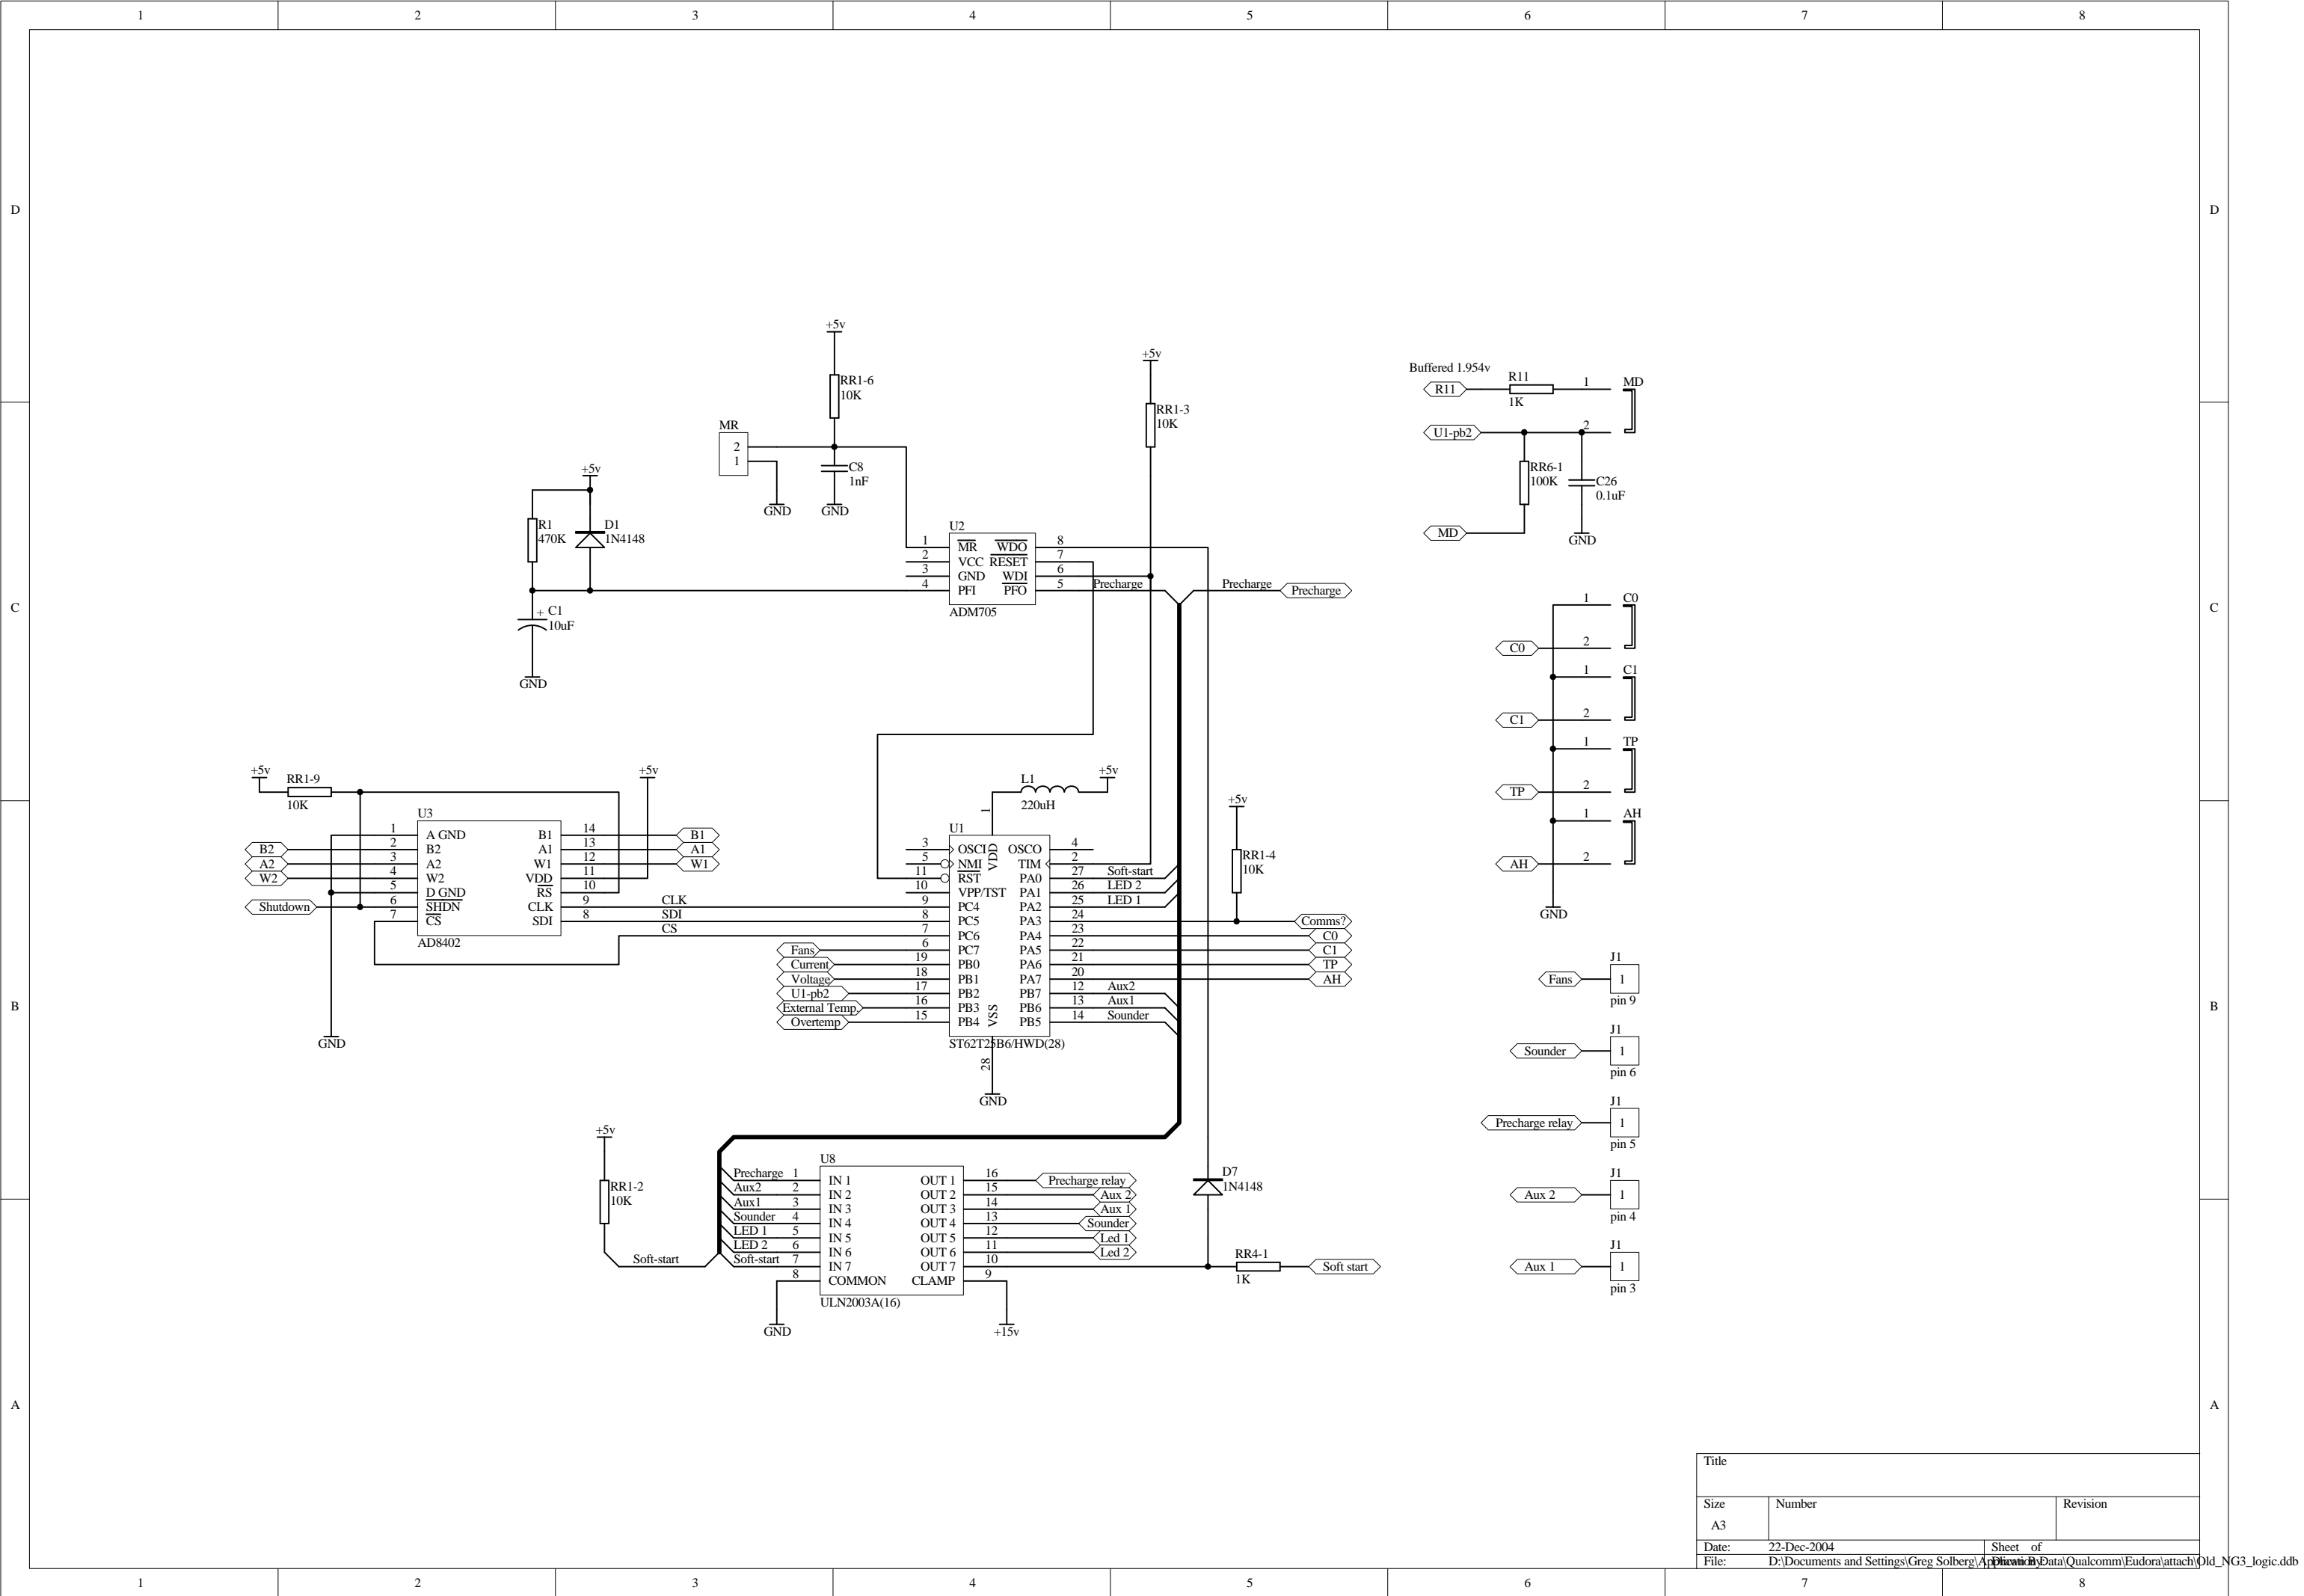 1 2 3 4 5 6 7 8
D D
C C
B B
A A
+5v
RR1-6
10K
MR
2
1
C8
1nF
GND
GND
+5v
RR1-3
10K
+5v
R1
470K
D1
1N4148
C1
+
10uF
GND
U2
1 MR WDO 8
2 VCC RESET 7
3 GND WDI 6
4 PFI PFO 5
ADM705
Precharge
Precharge
Precharge
Buffered 1.954v
R11
R11
1K
1 MD
U1-pb2
2
RR6-1
100K
C26
0.1uF
MD
GND
1 C0
C0 2
1 C1
C1 2
1 TP
TP 2
1 AH
AH 2
GND
+5v
RR1-9
10K
+5v
U3
1 A GND B1 14 B1
B2 2 B2 A1 13 A1
A2 3 A2 W1 12 W1
W2 4 W2 VDD 11
5 D GND RS 10
Shutdown 6 SHDN CLK 9 CLK
7 CS SDI 8 SDI
AD8402
CS
GND
L1
220uH
+5v
+5v
RR1-4
10K
U1
1 VDD
3 OSCI OSCO 4
5 NMI TIM 2
11 RST PA0 27 Soft-start
10 VPP/TST PA1 26 LED 2
9 PC4 PA2 25 LED 1
8 PC5 PA3 24 Comms?
7 PC6 PA4 23 C0
Fans 6 PC7 PA5 22 C1
Current 19 PB0 PA6 21 TP
Voltage 18 PB1 PA7 20 AH
U1-pb2 17 PB2 PB7 12 Aux2
External Temp. 16 PB3 PB6 13 Aux1
Overtemp 15 PB4 PB5 14 Sounder
VSS
ST62T25B6/HWD(28)
28
GND
J1
Fans 1
pin 9
J1
Sounder 1
pin 6
J1
Precharge relay 1
pin 5
J1
Aux 2 1
pin 4
J1
Aux 1 1
pin 3
+5v
RR1-2
10K
Soft-start
U8
Precharge 1 IN 1 OUT 1 16 Precharge relay
Aux2 2 IN 2 OUT 2 15 Aux 2
Aux1 3 IN 3 OUT 3 14 Aux 1
Sounder 4 IN 4 OUT 4 13 Sounder
LED 1 5 IN 5 OUT 5 12 Led 1
LED 2 6 IN 6 OUT 6 11 Led 2
Soft-start 7 IN 7 OUT 7 10
8 COMMON CLAMP 9
ULN2003A(16)
GND
+15v
D7
1N4148
RR4-1
1K
Soft start
Title
Size Number Revision
A3
Date: 22-Dec-2004 Sheet of
File: D:\Documents and Settings\Greg Solberg\Application Data\Qualcomm\Eudora\attach\Old_NG3_logic.ddb
Drawn By:
1 2 3 4 5 6 7 8